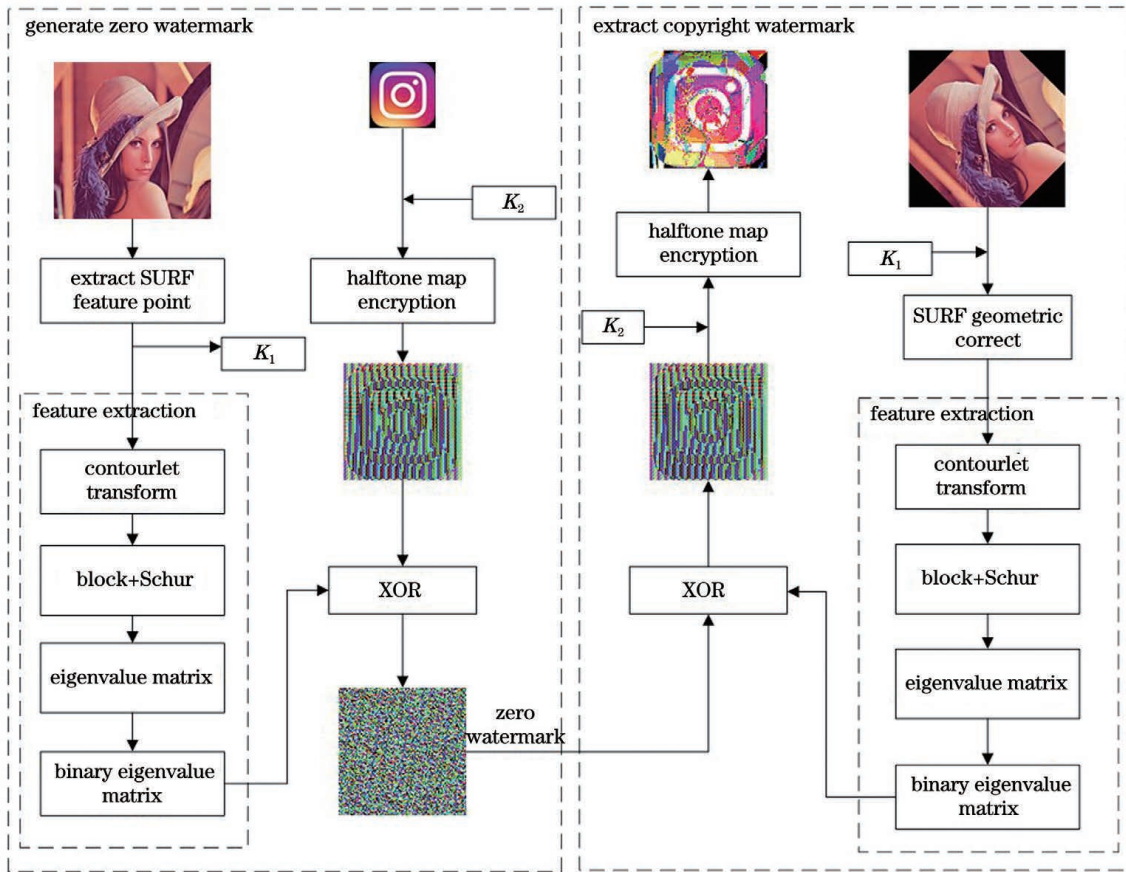 generate zero watermark
K₂
extract SURF
feature point
halftone map
encryption
K₁
feature extraction
contourlet
transform
block+Schur
XOR
eigenvalue matrix
binary eigenvalue
matrix
zero
watermark
extract copyright watermark
halftone map
encryption
K₁
K₂
SURF geometric
correct
feature extraction
contourlet
transform
block+Schur
XOR
eigenvalue matrix
binary eigenvalue
matrix